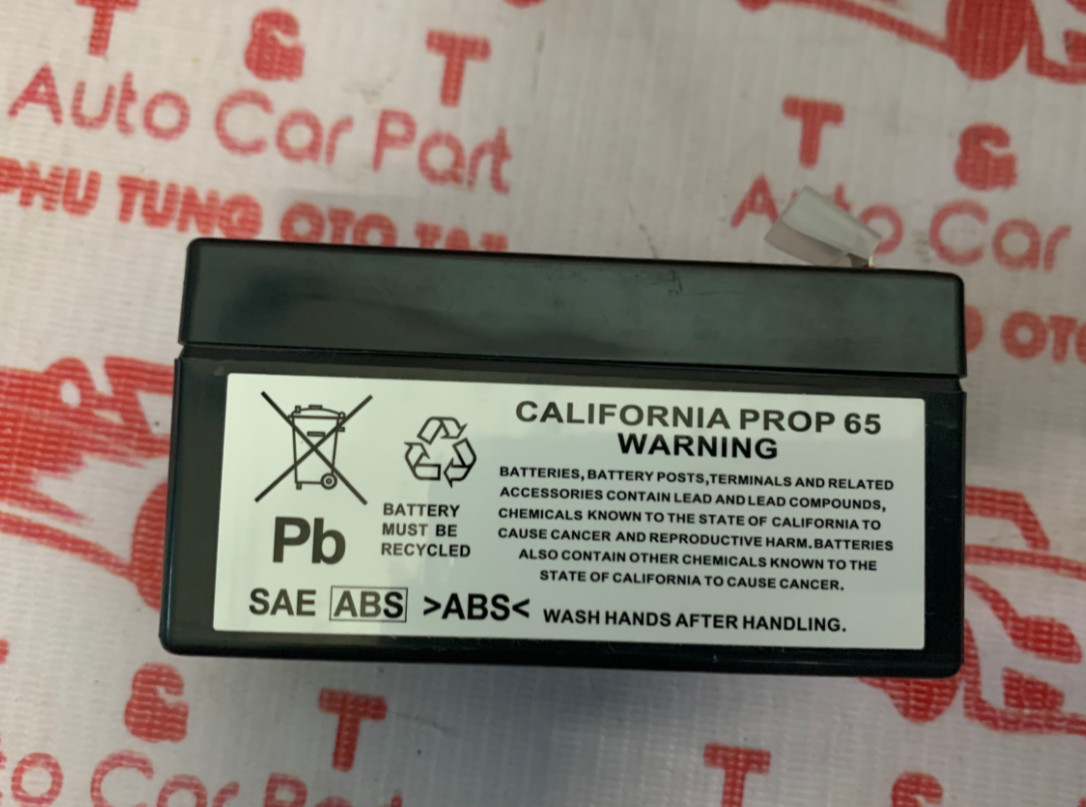 T & T
Auto Car Part
PHU TUNG OTO TAI
T &
Auto Car
OTO
CALIFORNIA PROP 65
WARNING
BATTERIES, BATTERY POSTS, TERMINALS AND RELATED
ACCESSORIES CONTAIN LEAD AND LEAD COMPOUNDS,
CHEMICALS KNOWN TO THE STATE OF CALIFORNIA TO
CAUSE CANCER AND REPRODUCTIVE HARM. BATTERIES
ALSO CONTAIN OTHER CHEMICALS KNOWN TO THE
STATE OF CALIFORNIA TO CAUSE CANCER.
WASH HANDS AFTER HANDLING.
Pb
BATTERY
MUST BE
RECYCLED
SAE ABS >ABS<
& T
to Car Part
T &